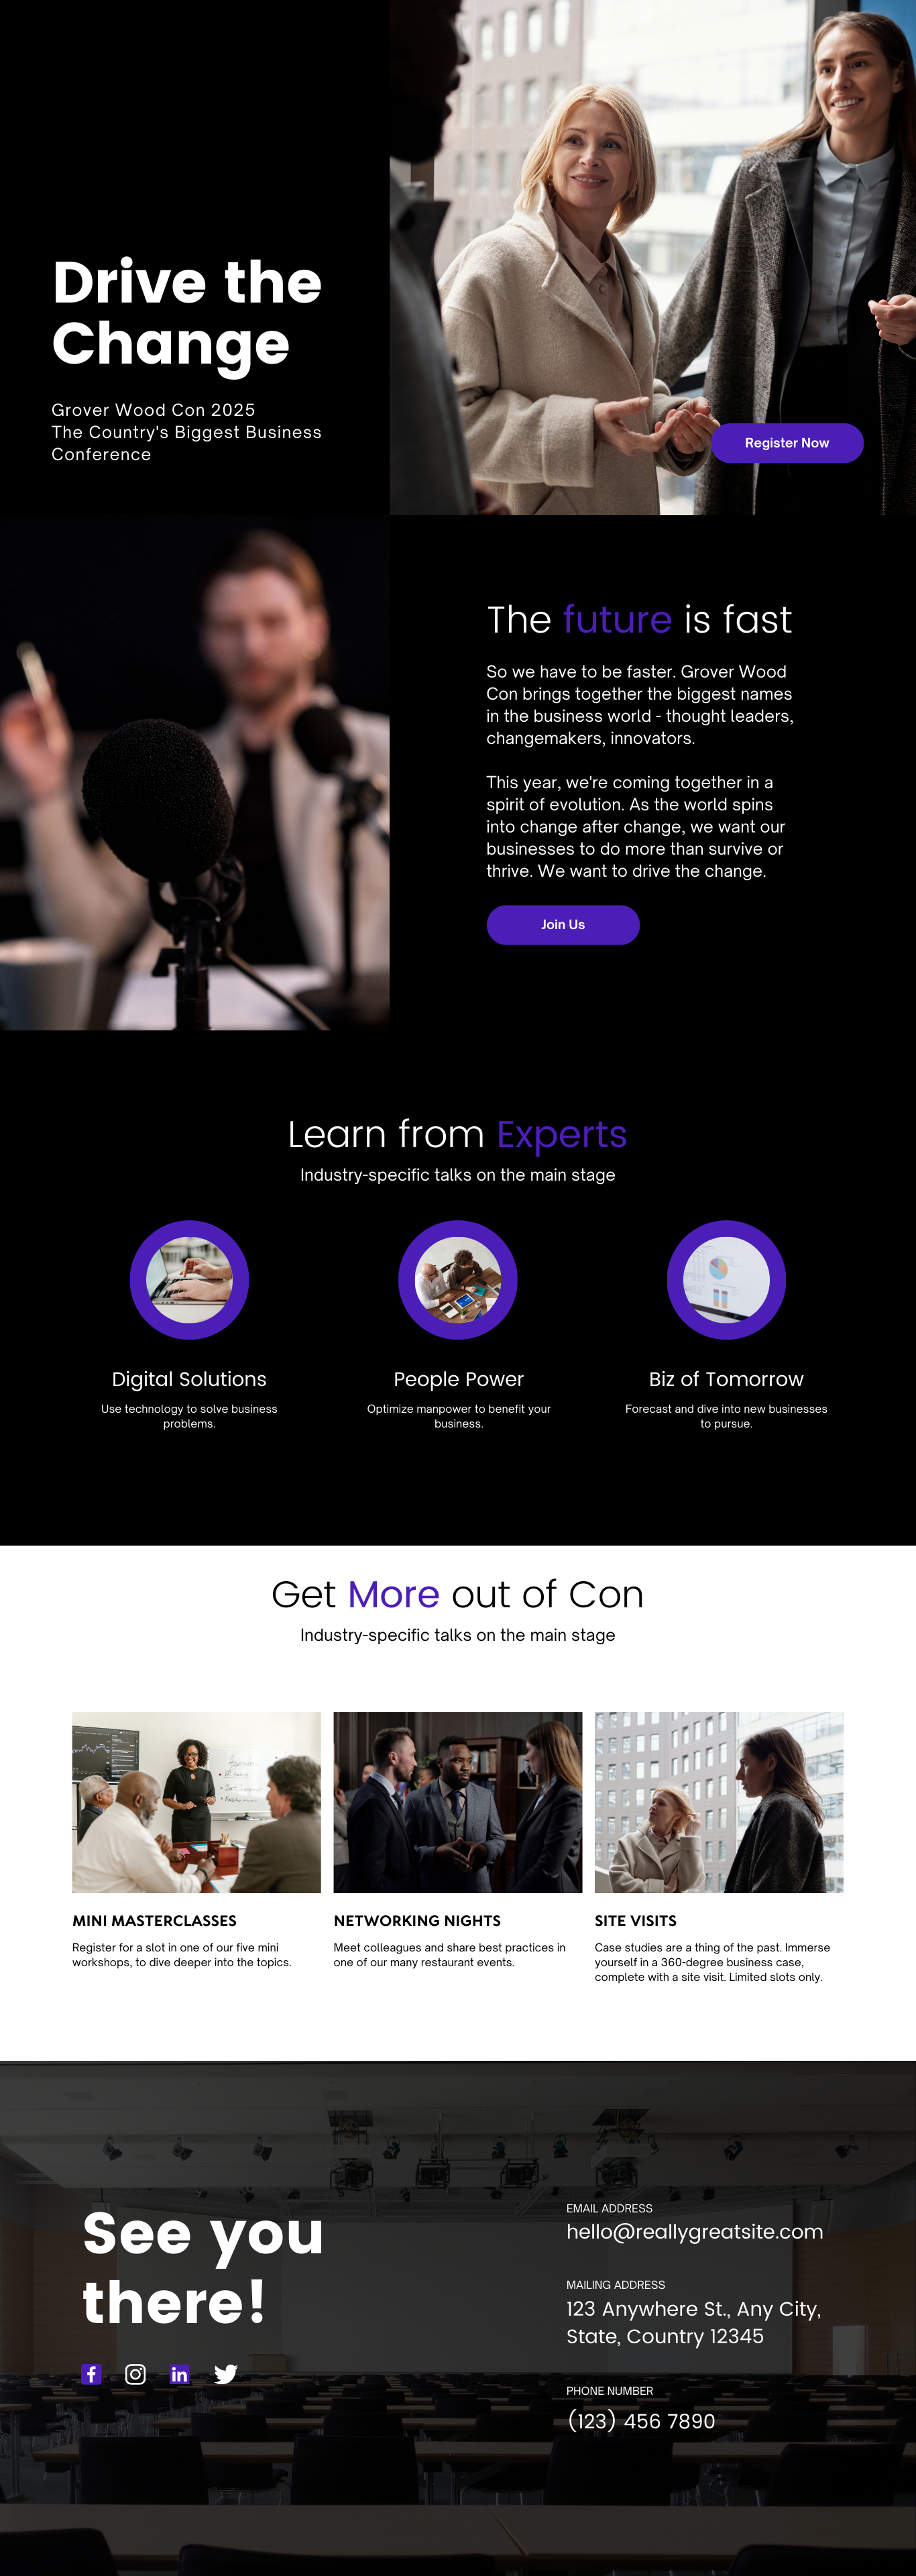 Drive the
Change
Grover Wood Con 2025
The Country's Biggest Business
Conference
Register Now
The future is fast
So we have to be faster. Grover Wood
Con brings together the biggest names
in the business world - thought leaders,
changemakers, innovators.
This year, we're coming together in a
spirit of evolution. As the world spins
into change after change, we want our
businesses to do more than survive or
thrive. We want to drive the change.
Join Us
Learn from Experts
Industry-specific talks on the main stage
Digital Solutions
Use technology to solve business
problems.
People Power
Optimize manpower to benefit your
business.
Biz of Tomorrow
Forecast and dive into new businesses
to pursue.
Get More out of Con
Industry-specific talks on the main stage
MINI MASTERCLASSES
Register for a slot in one of our five mini
workshops, to dive deeper into the topics.
NETWORKING NIGHTS
Meet colleagues and share best practices in
one of our many restaurant events.
SITE VISITS
Case studies are a thing of the past. Immerse
yourself in a 360-degree business case,
complete with a site visit. Limited slots only.
See you
there!
EMAIL ADDRESS
hello@reallygreatsite.com
MAILING ADDRESS
123 Anywhere St., Any City,
State, Country 12345
PHONE NUMBER
(123) 456 7890